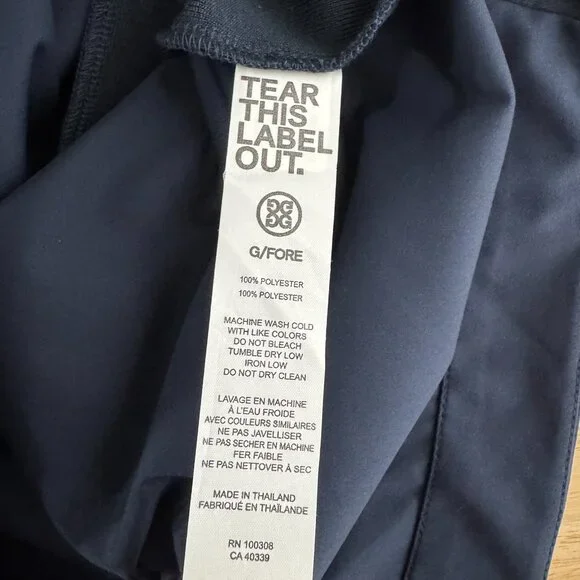 TEAR
THIS
LABEL
OUT.
G/FORE
100% POLYESTER
100% POLYESTER
MACHINE WASH COLD
WITH LIKE COLORS
DO NOT BLEACH
TUMBLE DRY LOW
IRON LOW
DO NOT DRY CLEAN
LAVAGE EN MACHINE
À L'EAU FROIDE
AVEC COULEURS SIMILAIRES
NE PAS JAVELLISER
NE PAS SECHER EN MACHINE
FER FAIBLE
NE PAS NETTOVER À SEC
MADE IN THAILAND
FABRIQUÉ EN THAÏLANDE
RN 100308
CA 40339